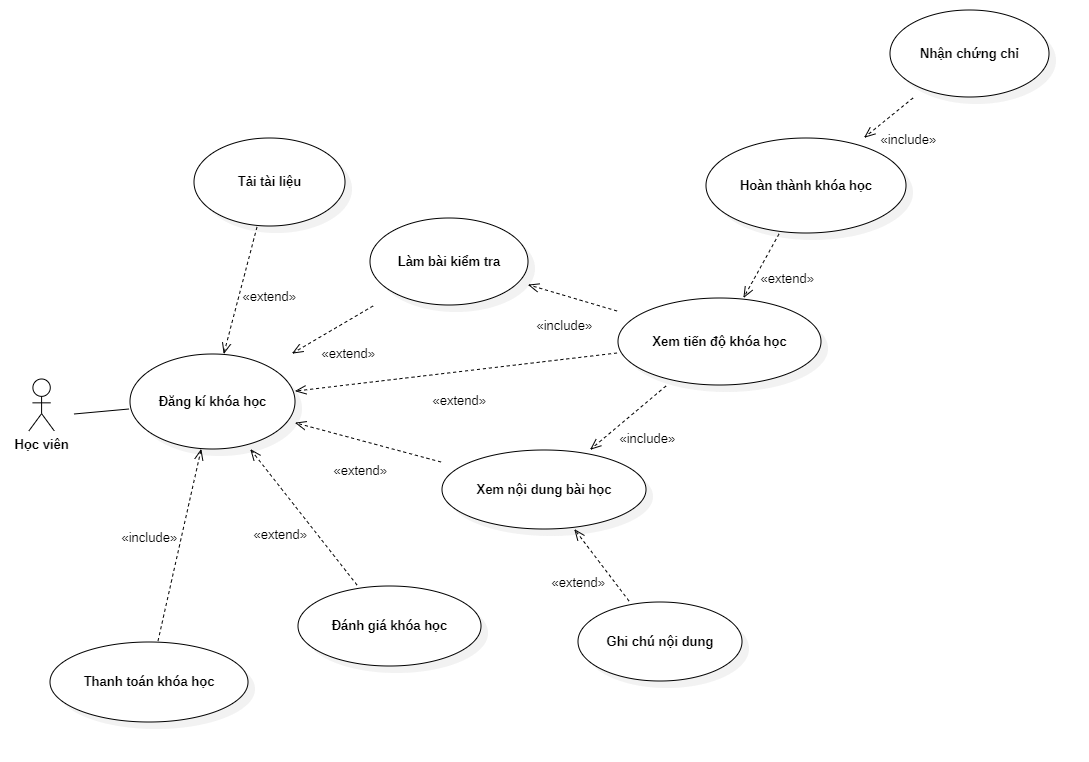 Nhận chứng chỉ
«include»
Tải tài liệu
Hoàn thành khóa học
Làm bài kiểm tra
«extend»
«extend»
«include»
Xem tiến độ khóa học
«extend»
Đăng kí khóa học
«extend»
Học viên
«include»
«extend»
Xem nội dung bài học
«include»
«extend»
«extend»
Đánh giá khóa học
Ghi chú nội dung
Thanh toán khóa học